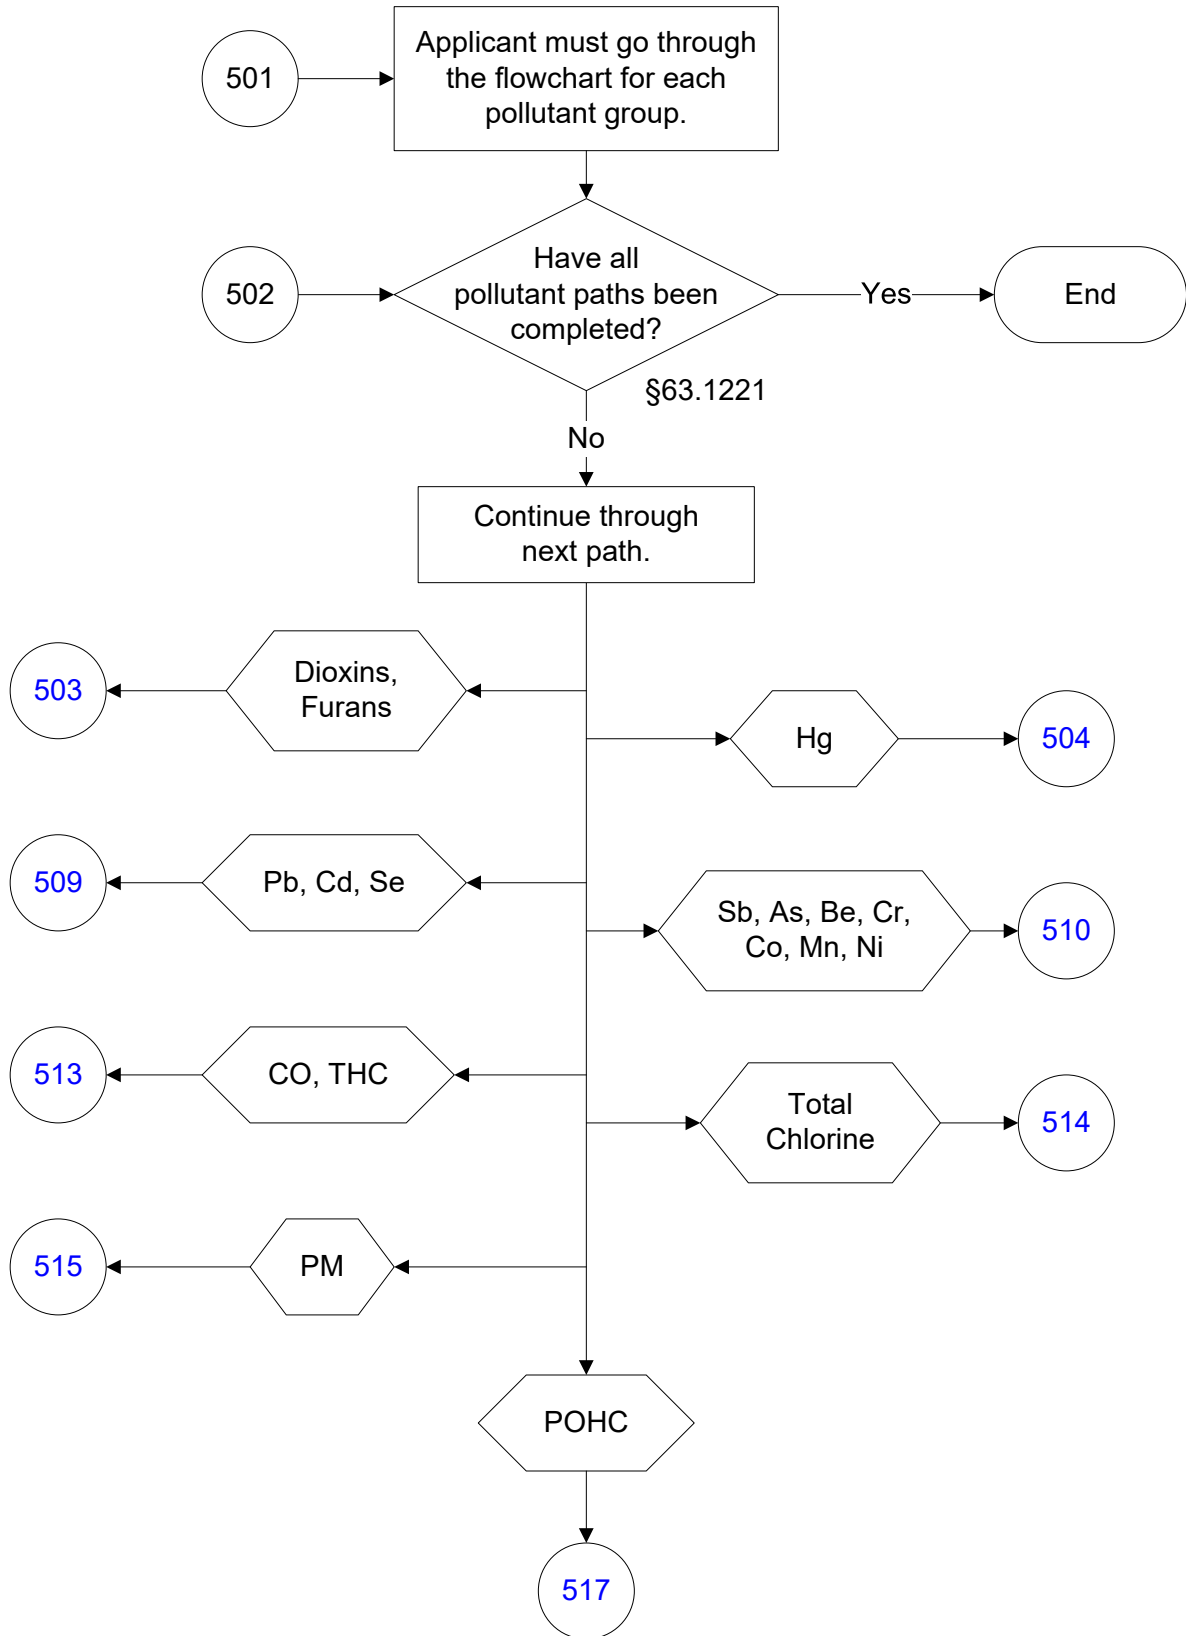 501
Applicant must go through
the flowchart for each
pollutant group.
502
Have all
pollutant paths been
completed?
Yes
End
§63.1221
No
Continue through
next path.
503
Dioxins,
Furans
Hg
504
509
Pb, Cd, Se
Sb, As, Be, Cr,
Co, Mn, Ni
510
513
CO, THC
Total
Chlorine
514
515
PM
POHC
517